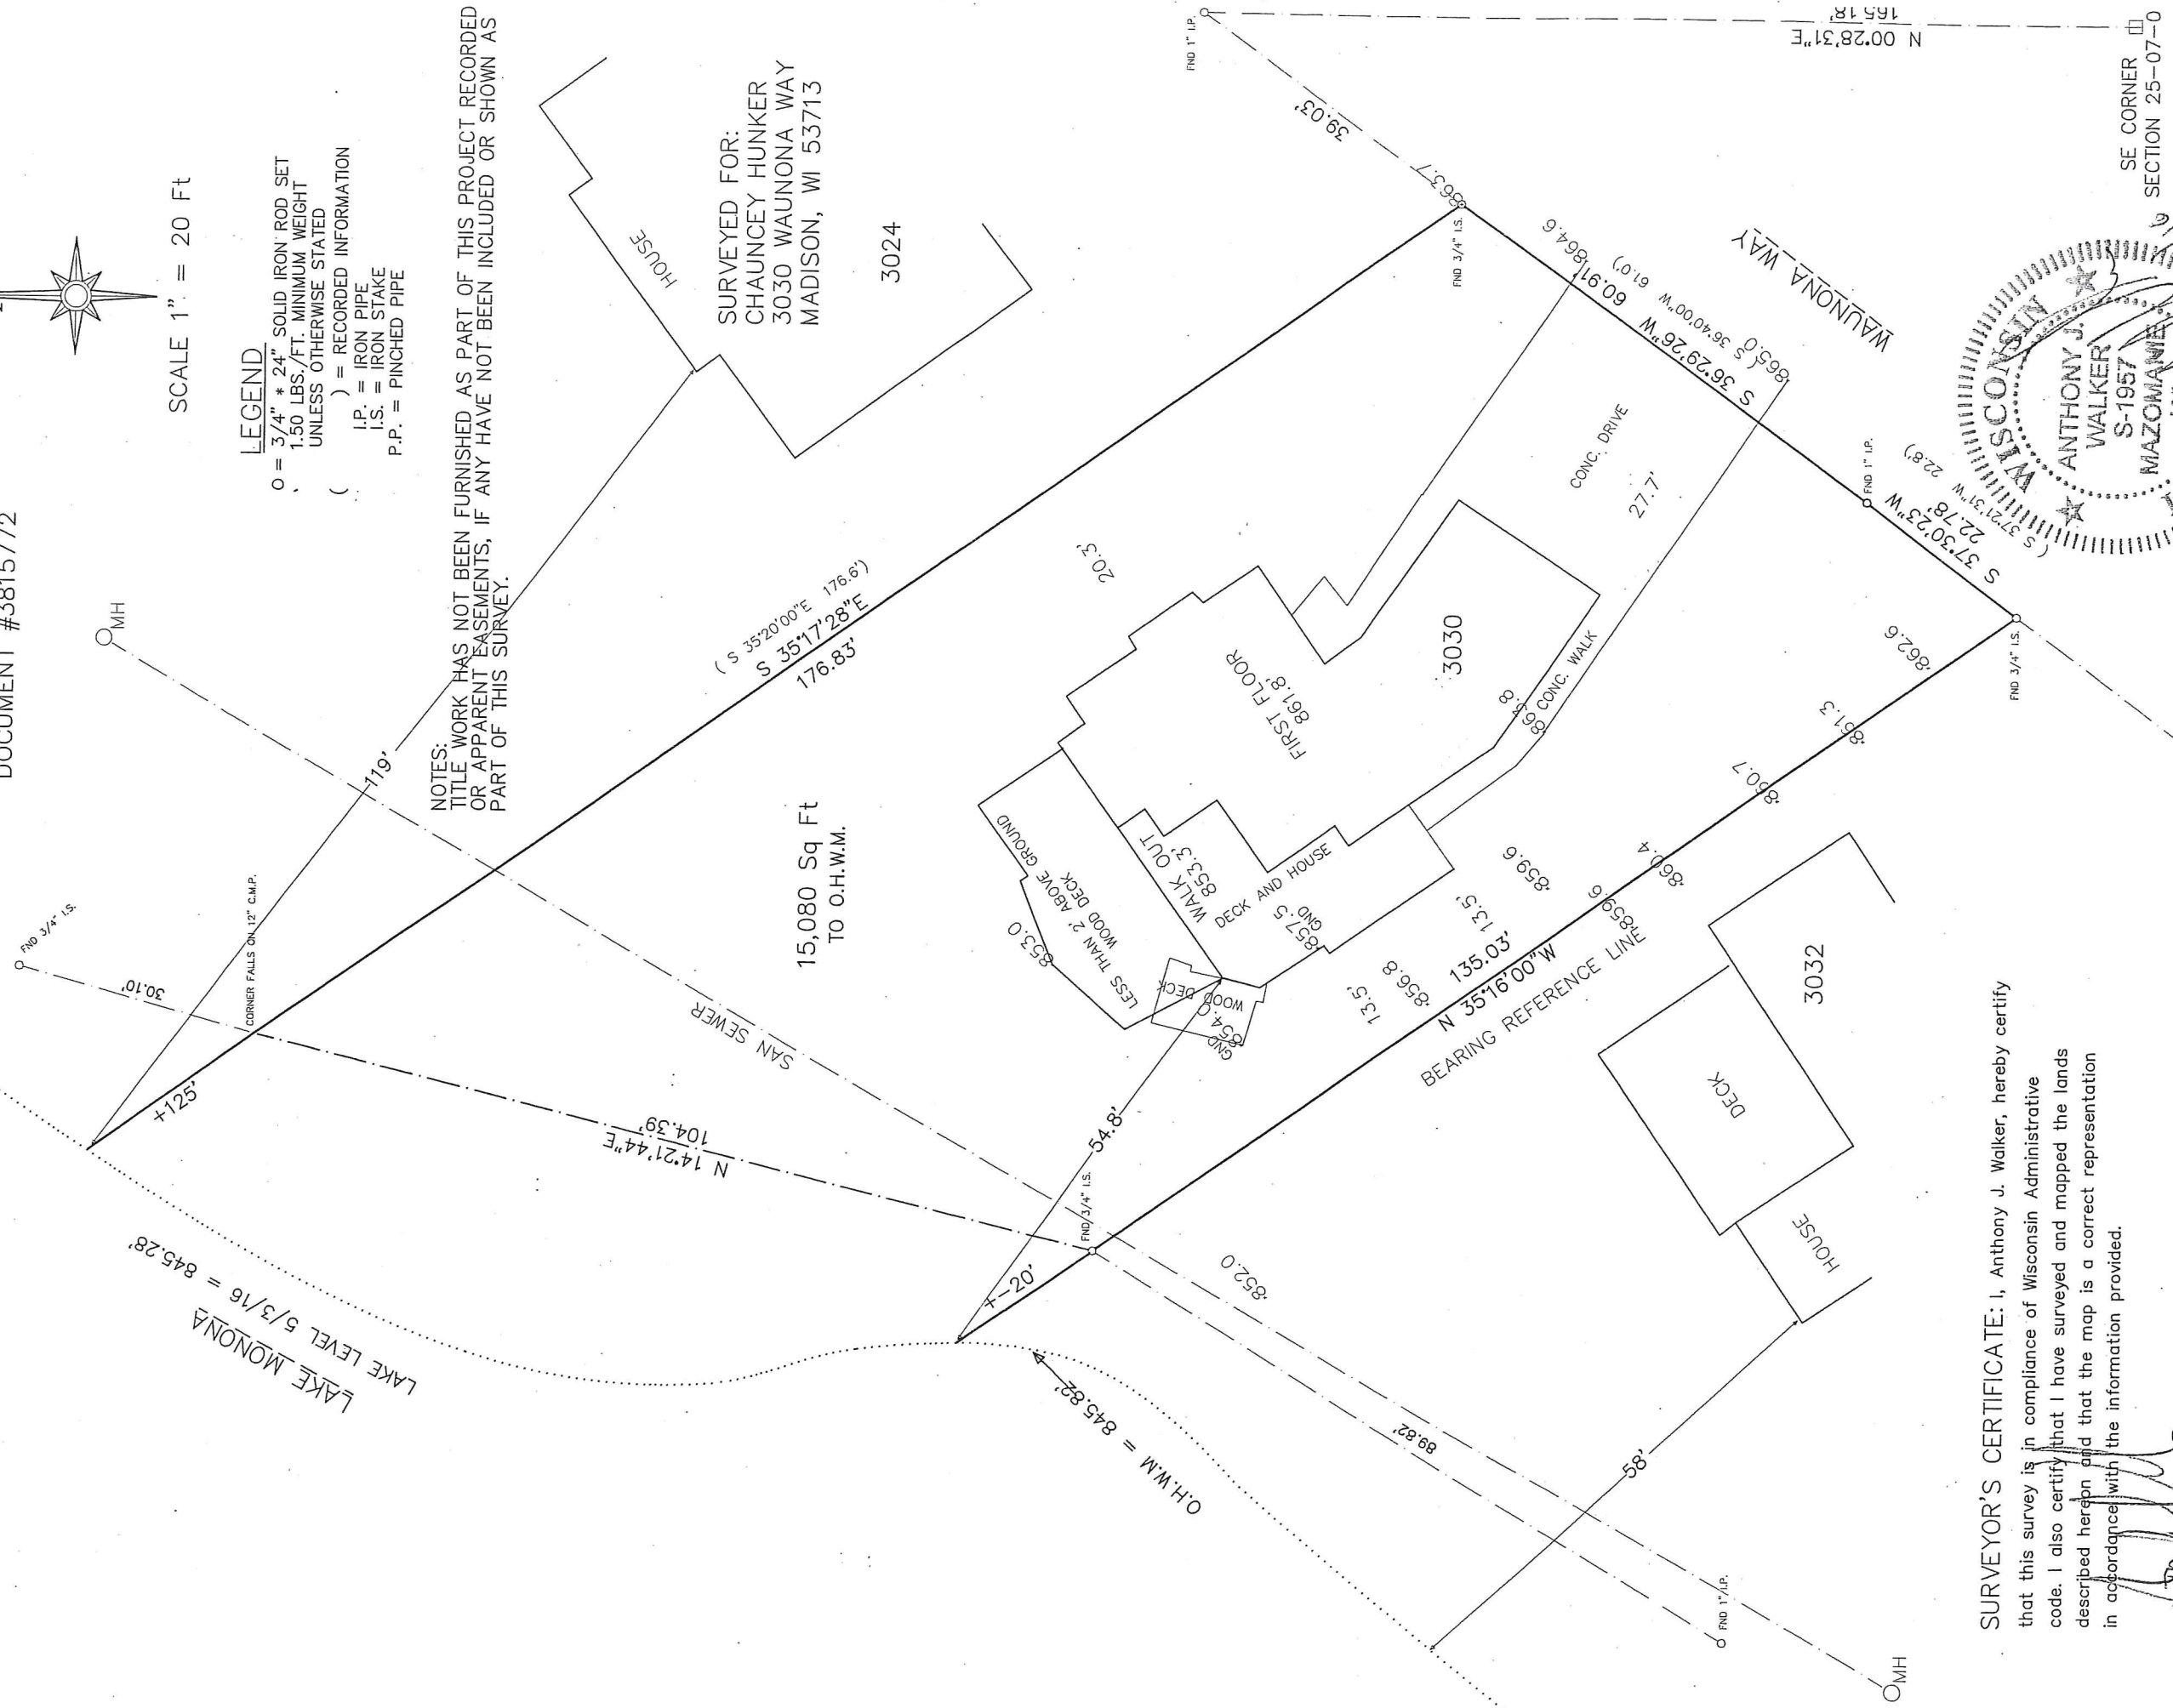 DOCUMENT #3815772
SCALE 1" = 20 Ft
LEGEND
O = 3/4" * 24" SOLID IRON ROD SET
1.50 LBS./FT. MINIMUM WEIGHT
UNLESS OTHERWISE STATED
( ) = RECORDED INFORMATION
I.P. = IRON PIPE
I.S. = IRON STAKE
P.P. = PINCHED PIPE
NOTES:
TITLE WORK HAS NOT BEEN FURNISHED AS PART OF THIS PROJECT RECORDED
OR APPARENT EASEMENTS, IF ANY HAVE NOT BEEN INCLUDED OR SHOWN AS
PART OF THIS SURVEY.
SURVEYED FOR:
CHAUNCEY HUNKER
3030 WAUNONA WAY
MADISON, WI 53713
HOUSE
3024
MH
119'
FND 3/4" I.S.
30.10'
CORNER FALLS ON 12" C.M.P.
+125'
( S 35°20'00"E 176.6')
S 35°17'28"E
176.83'
SAN SEWER
N 14°21'44"E
104.39'
15,080 Sq Ft
TO O.H.W.M.
LAKE MONONA
LAKE LEVEL 5/3/16 = 845.28'
O.H.W.M = 845.82'
+-20'
54.8'
FND 3/4" I.S.
852.0
89.82'
58'
FND 1" I.P.
MH
20.3'
FIRST FLOOR
861.8'
3030
853.0
LESS THAN 2' ABOVE GROUND
WOOD DECK
WALK OUT
853.3'
DECK AND HOUSE
857.5
GND
WOOD DECK
854.0
GND
863.8
CONC. WALK
CONC. DRIVE
27.7'
13.5'
856.8
13.5'
859.6
135.03'
N 35°16'00"W
BEARING REFERENCE LINE
859.6
860.4
860.7
861.3
862.6
FND 3/4" I.S.
3032
DECK
HOUSE
FND 1" I.P.
39.03'
863.7
FND 3/4" I.S.
864.6
60.91'
S 36°29'26"W
( S 36°40'00"W 61.0')
865.0
WAUNONA WAY
FND 1" I.P.
S 37°30'23"W
22.78'
( S 37°21'31"W 22.8')
165.18'
N 00°28'31"E
SE CORNER
SECTION 25-07-0
WISCONSIN
ANTHONY J.
WALKER
S-1957
MAZOMANIE
SURVEYOR'S CERTIFICATE: I, Anthony J. Walker, hereby certify
that this survey is in compliance of Wisconsin Administrative
code. I also certify that I have surveyed and mapped the lands
described hereon and that the map is a correct representation
in accordance with the information provided.